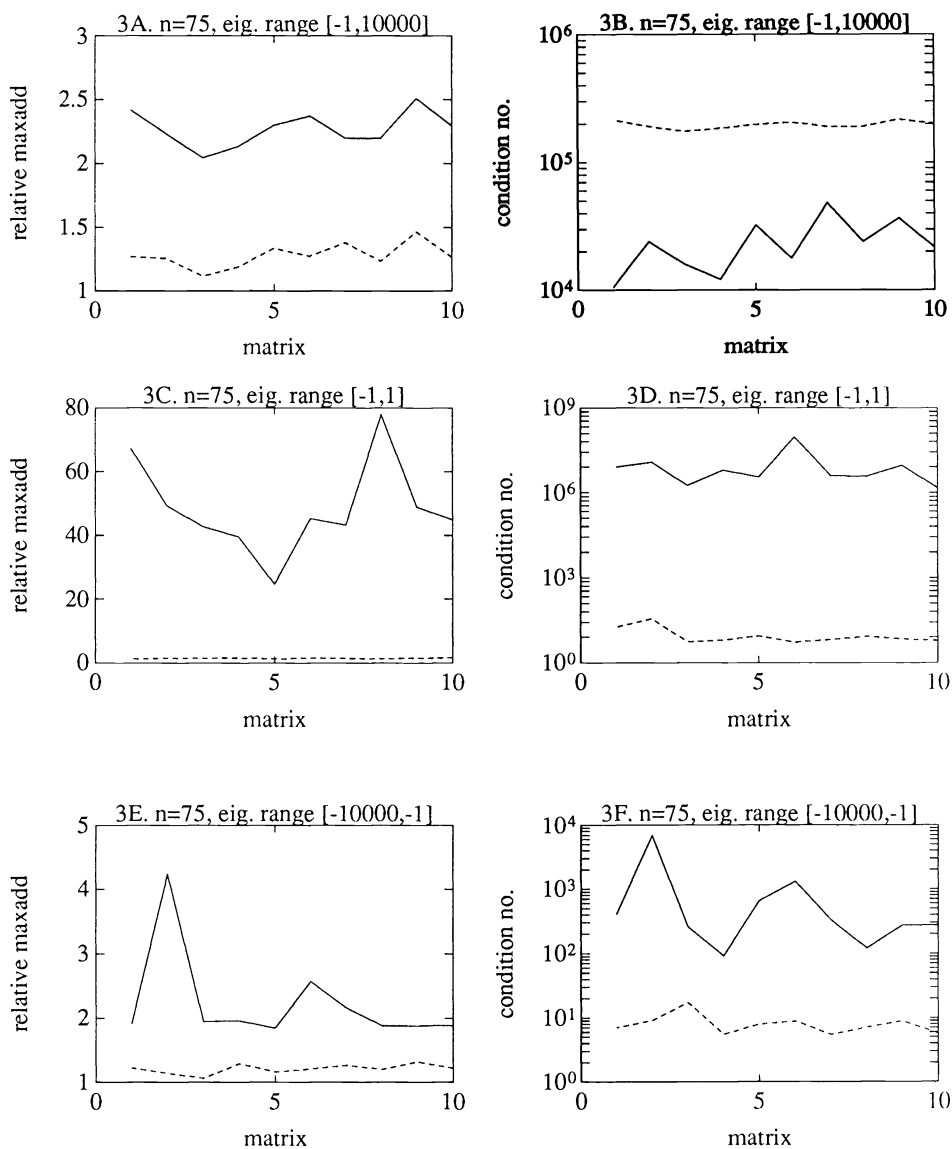 3A. n=75, eig. range [-1,10000]
3
2.5
2
1.5
1
relative maxadd
0
5
10
matrix
3B. n=75, eig. range [-1,10000]
10⁶
10⁵
10⁴
condition no.
0
5
10
matrix
3C. n=75, eig. range [-1,1]
80
60
40
20
0
relative maxadd
0
5
10
matrix
3D. n=75, eig. range [-1,1]
10⁹
10⁶
10³
10⁰
condition no.
0
5
10
matrix
3E. n=75, eig. range [-10000,-1]
5
4
3
2
1
relative maxadd
0
5
10
matrix
3F. n=75, eig. range [-10000,-1]
10⁴
10³
10²
10¹
10⁰
condition no.
0
5
10
matrix